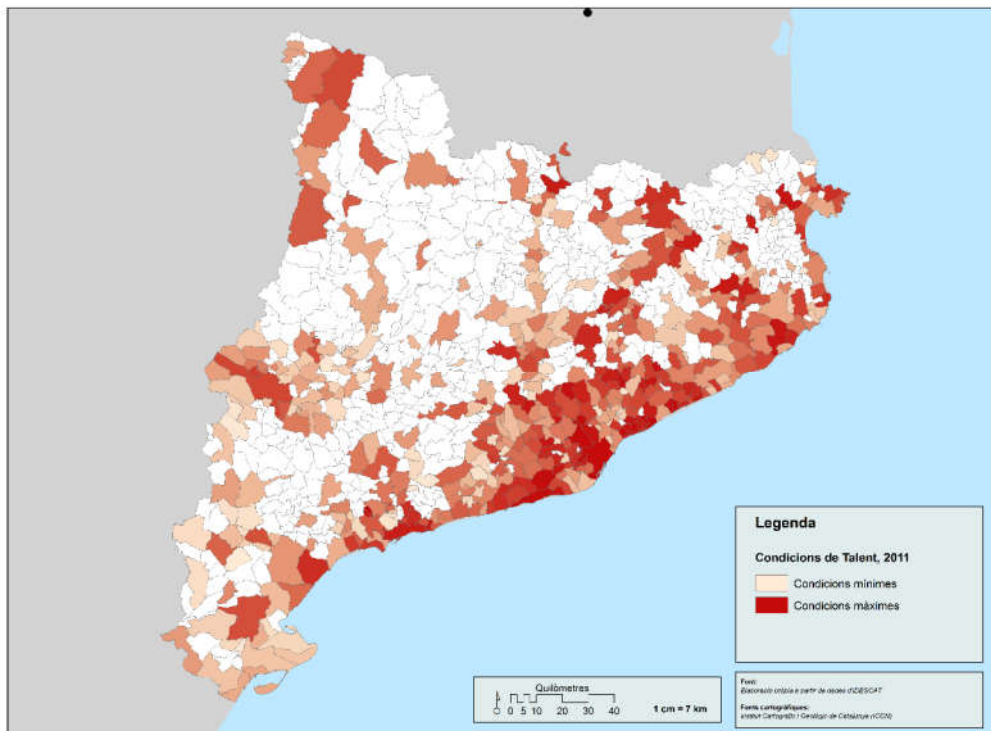 Legenda
Condicions de Talent, 2011
Condicions mínimes
Condicions màximes
Quilòmetres
0 5 10 20 30 40
1 cm = 7 km
Font:
Elaboració pròpia a partir de dades d'IDESCAT
Fonts cartogràfiques:
Institut Cartogràfic i Geològic de Catalunya (ICGN)